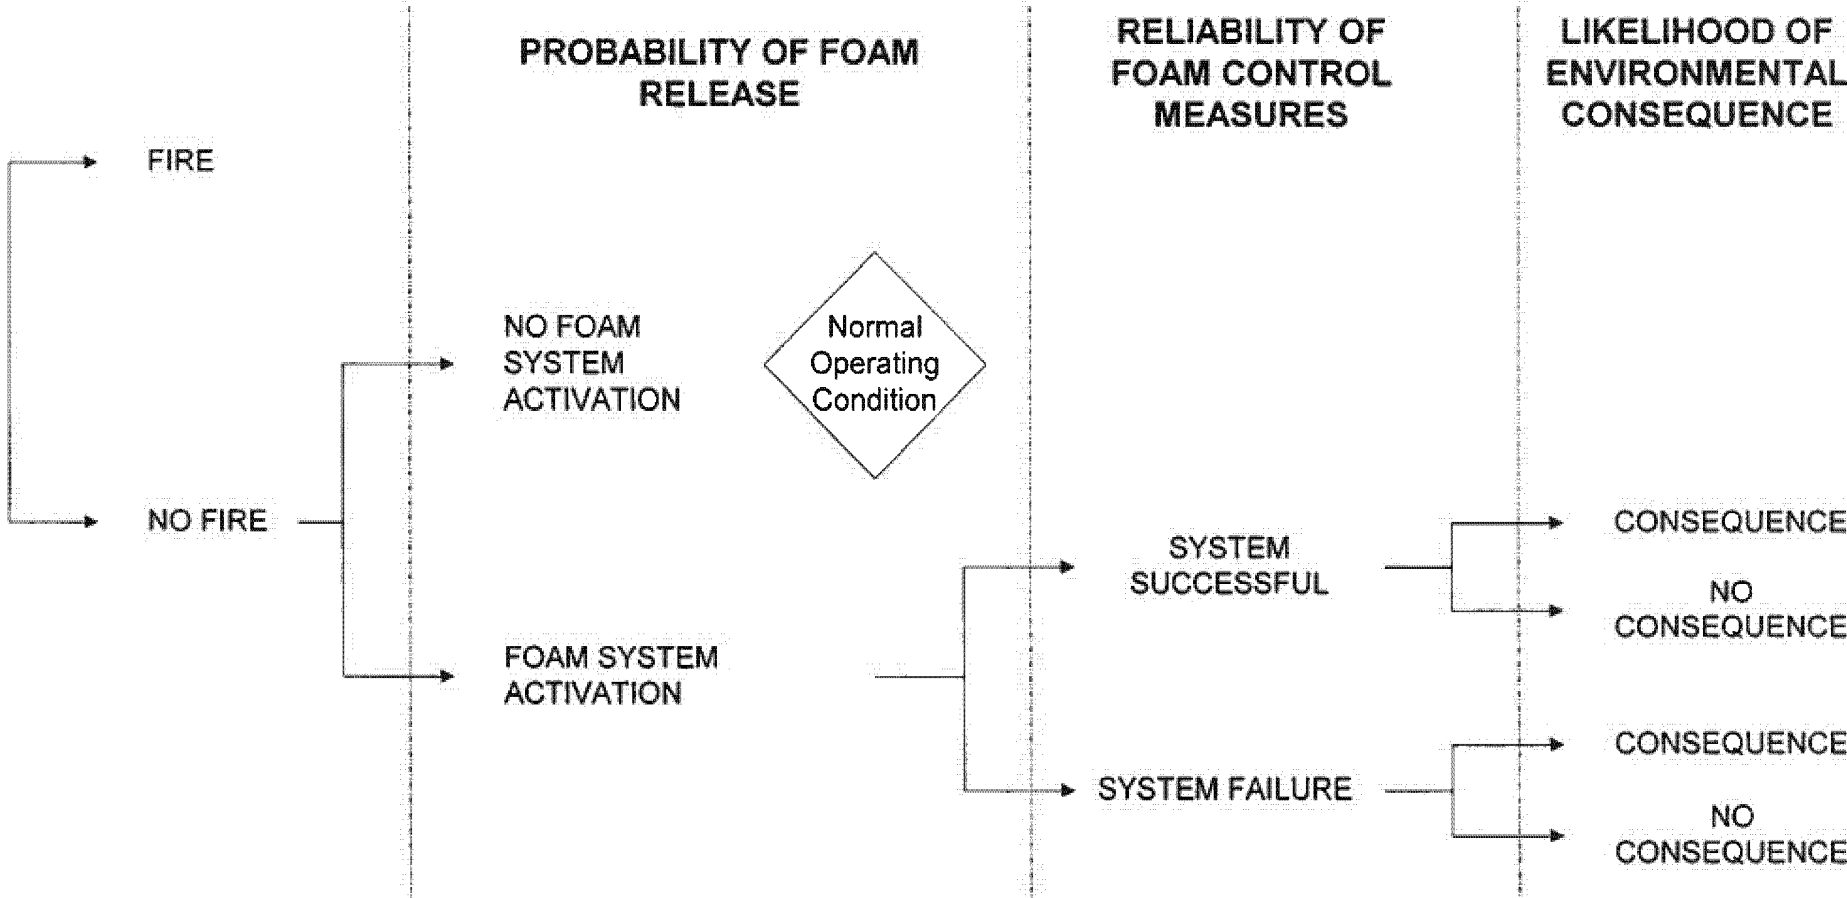 PROBABILITY OF FOAM
RELEASE
RELIABILITY OF
FOAM CONTROL
MEASURES
LIKELIHOOD OF
ENVIRONMENTAL
CONSEQUENCE
FIRE
NO FOAM
SYSTEM
ACTIVATION
Normal
Operating
Condition
NO FIRE
FOAM SYSTEM
ACTIVATION
SYSTEM
SUCCESSFUL
SYSTEM FAILURE
CONSEQUENCE
NO
CONSEQUENCE
CONSEQUENCE
NO
CONSEQUENCE